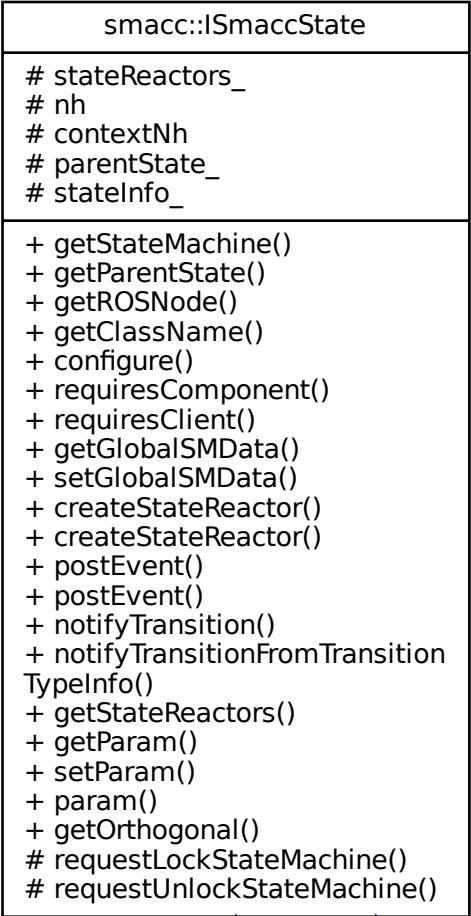 smacc::ISmaccState
# stateReactors_
# nh
# contextNh
# parentState_
# stateInfo_
+ getStateMachine()
+ getParentState()
+ getROSNode()
+ getClassName()
+ configure()
+ requiresComponent()
+ requiresClient()
+ getGlobalSMData()
+ setGlobalSMData()
+ createStateReactor()
+ createStateReactor()
+ postEvent()
+ postEvent()
+ notifyTransition()
+ notifyTransitionFromTransition
TypeInfo()
+ getStateReactors()
+ getParam()
+ setParam()
+ param()
+ getOrthogonal()
# requestLockStateMachine()
# requestUnlockStateMachine()